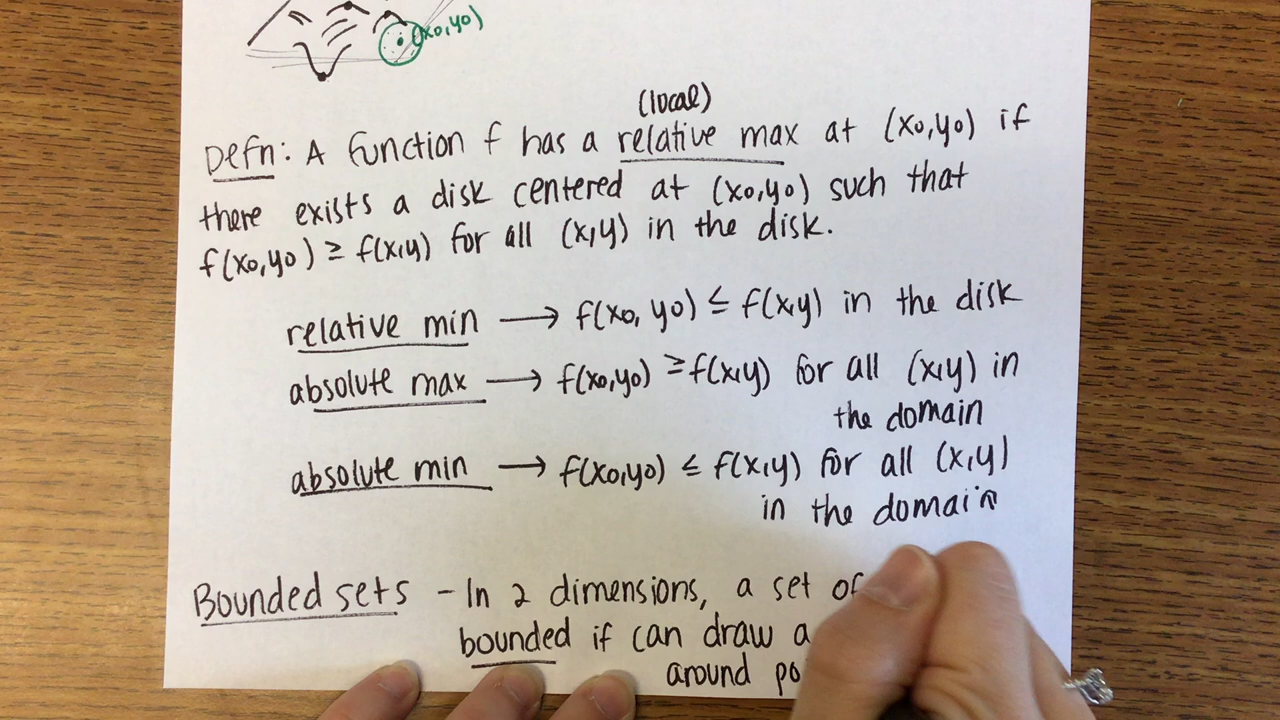 (x0,y0)
(local)
Defn: A function f has a relative max at (x0,y0) if
there exists a disk centered at (x0,y0) such that
f(x0,y0) ≥ f(x,y) for all (x,y) in the disk.
relative min → f(x0,y0) ≤ f(x,y) in the disk
absolute max → f(x0,y0) ≥ f(x,y) for all (x,y) in
the domain
absolute min → f(x0,y0) ≤ f(x,y) for all (x,y)
in the domain
Bounded sets - In 2 dimensions, a set of
bounded if can draw a
around